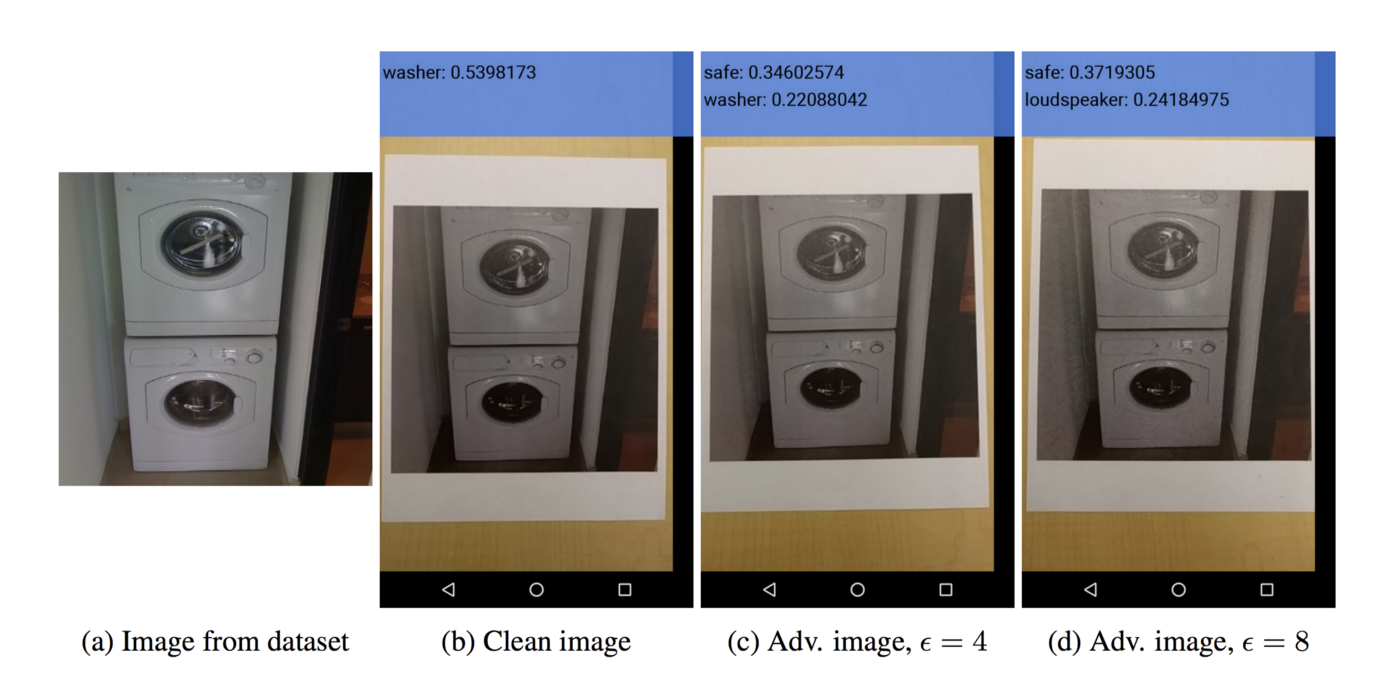 washer: 0.5398173
safe: 0.34602574
washer: 0.22088042
safe: 0.3719305
loudspeaker: 0.24184975
(a) Image from dataset
(b) Clean image
(c) Adv. image, ϵ = 4
(d) Adv. image, ϵ = 8